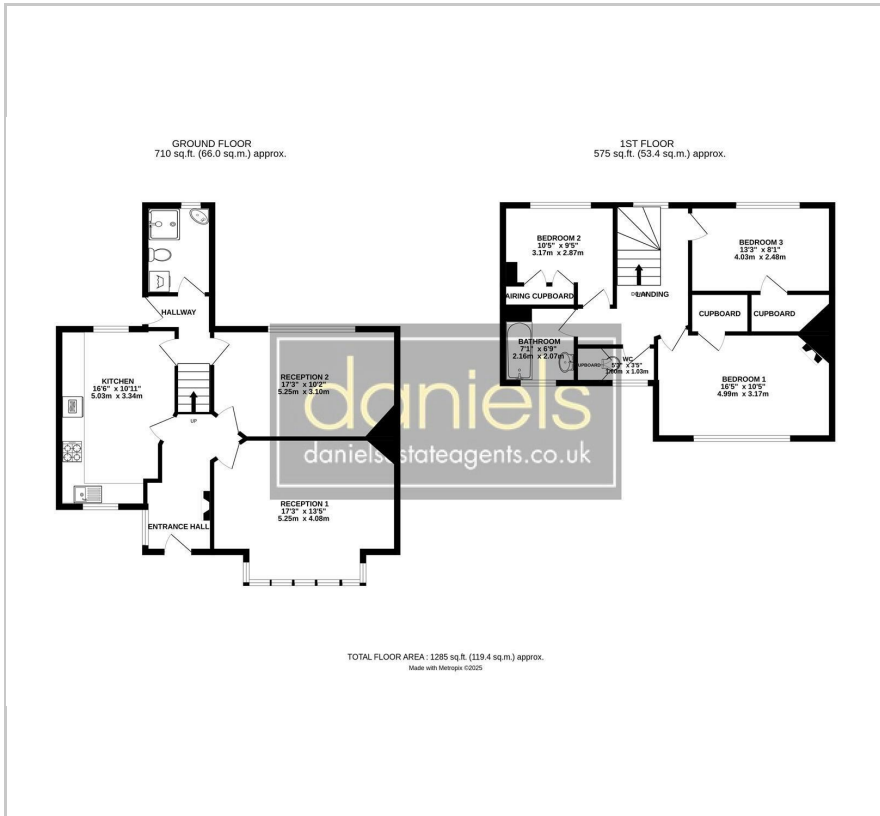 GROUND FLOOR
710 sq.ft. (66.0 sq.m.) approx.
HALLWAY
KITCHEN
16'6" x 10'11"
5.03m x 3.34m
UP
RECEPTION 2
17'3" x 10'2"
5.25m x 3.10m
RECEPTION 1
17'3" x 13'5"
5.25m x 4.08m
ENTRANCE HALL
1ST FLOOR
575 sq.ft. (53.4 sq.m.) approx.
BEDROOM 2
10'5" x 9'5"
3.17m x 2.87m
AIRING CUPBOARD
LANDING
BEDROOM 3
13'3" x 8'1"
4.03m x 2.48m
CUPBOARD
CUPBOARD
BATHROOM
7'1" x 6'9"
2.16m x 2.07m
CUPBOARD
WC
5'3" x 3'5"
x 1.03m
BEDROOM 1
16'5" x 10'5"
4.99m x 3.17m
daniels
danielsestateagents.co.uk
TOTAL FLOOR AREA : 1285 sq.ft. (119.4 sq.m.) approx.
Made with Metropix ©2025